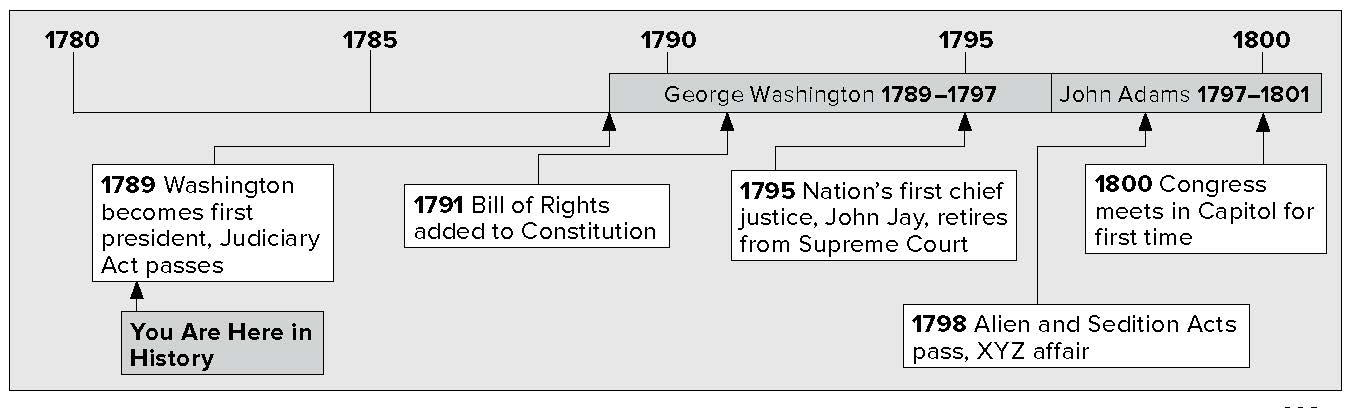 1780 1785 1790 1795 1800
George Washington 1789–1797
John Adams 1797–1801
1789 Washington
becomes first
president, Judiciary
Act passes
1791 Bill of Rights
added to Constitution
1795 Nation’s first chief
justice, John Jay, retires
from Supreme Court
1800 Congress
meets in Capitol for
first time
You Are Here in
History
1798 Alien and Sedition Acts
pass, XYZ affair